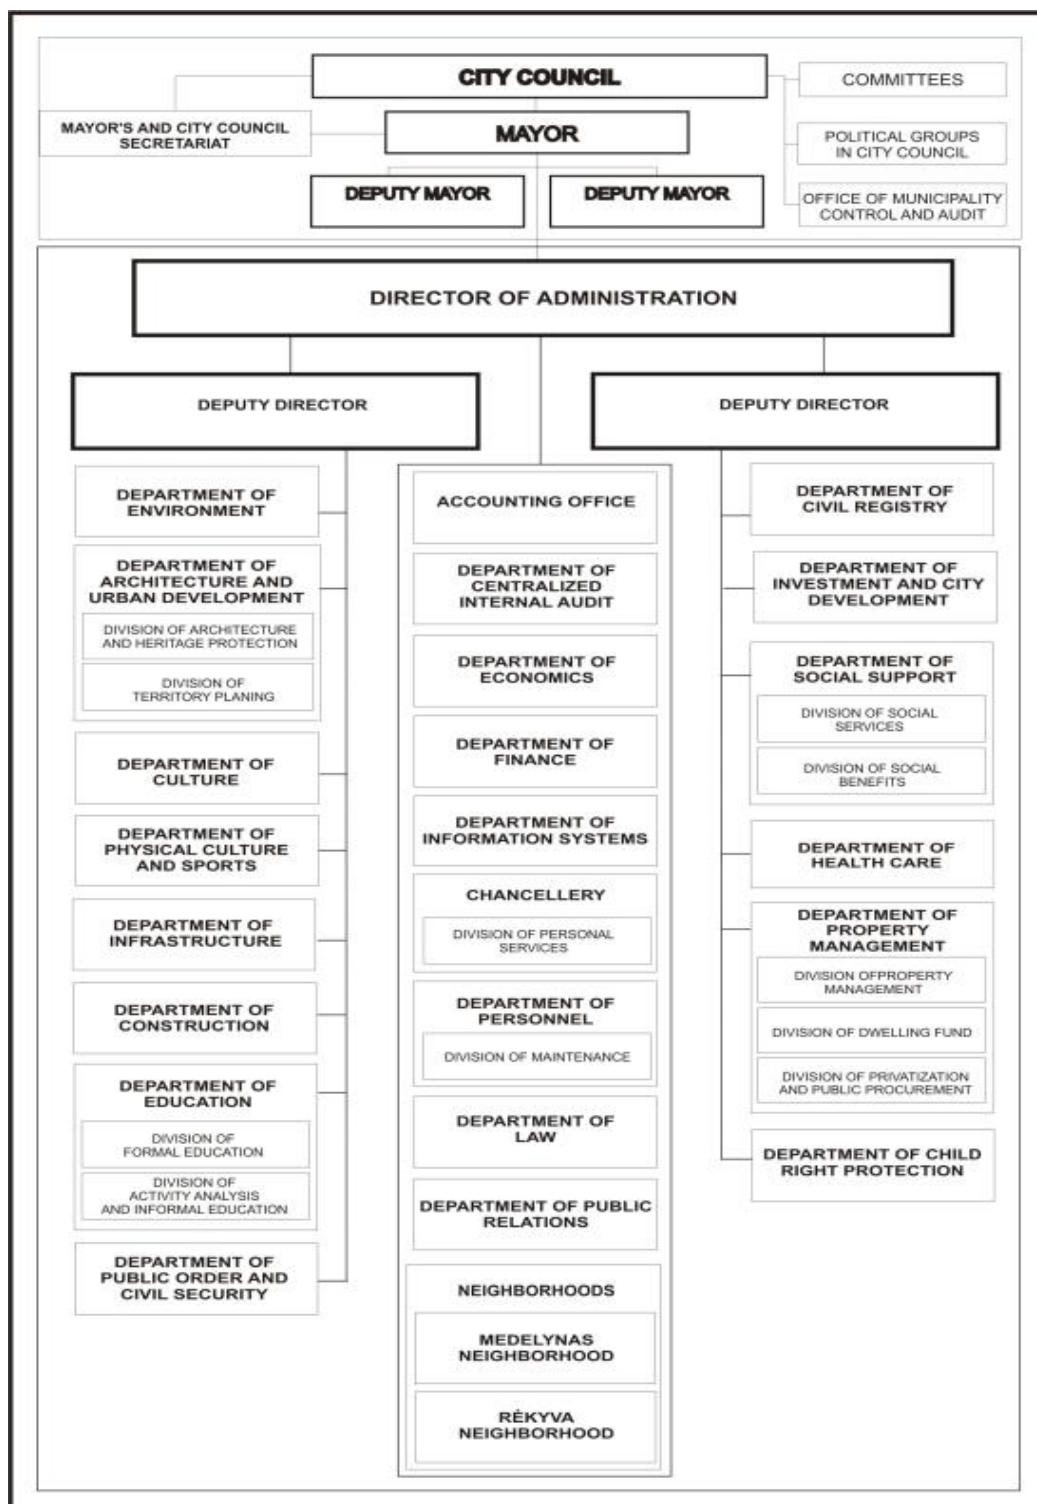 CITY COUNCIL
COMMITTEES
MAYOR'S AND CITY COUNCIL
SECRETARIAT
MAYOR
POLITICAL GROUPS
IN CITY COUNCIL
DEPUTY MAYOR
DEPUTY MAYOR
OFFICE OF MUNICIPALITY
CONTROL AND AUDIT
DIRECTOR OF ADMINISTRATION
DEPUTY DIRECTOR
DEPUTY DIRECTOR
DEPARTMENT OF
ENVIRONMENT
DEPARTMENT OF
ARCHITECTURE AND
URBAN DEVELOPMENT
DIVISION OF ARCHITECTURE
AND HERITAGE PROTECTION
DIVISION OF
TERRITORY PLANING
DEPARTMENT OF
CULTURE
DEPARTMENT OF
PHYSICAL CULTURE
AND SPORTS
DEPARTMENT OF
INFRASTRUCTURE
DEPARTMENT OF
CONSTRUCTION
DEPARTMENT OF
EDUCATION
DIVISION OF
FORMAL EDUCATION
DIVISION OF
ACTIVITY ANALYSIS
AND INFORMAL EDUCATION
DEPARTMENT OF
PUBLIC ORDER AND
CIVIL SECURITY
ACCOUNTING OFFICE
DEPARTMENT OF
CENTRALIZED
INTERNAL AUDIT
DEPARTMENT OF
ECONOMICS
DEPARTMENT OF
FINANCE
DEPARTMENT OF
INFORMATION SYSTEMS
CHANCELLERY
DIVISION OF PERSONAL
SERVICES
DEPARTMENT OF
PERSONNEL
DIVISION OF MAINTENANCE
DEPARTMENT OF
LAW
DEPARTMENT OF PUBLIC
RELATIONS
NEIGHBORHOODS
MEDELYNAS
NEIGHBORHOOD
RĖKYVA
NEIGHBORHOOD
DEPARTMENT OF
CIVIL REGISTRY
DEPARTMENT OF
INVESTMENT AND CITY
DEVELOPMENT
DEPARTMENT OF
SOCIAL SUPPORT
DIVISION OF SOCIAL
SERVICES
DIVISION OF SOCIAL
BENEFITS
DEPARTMENT OF
HEALTH CARE
DEPARTMENT OF
PROPERTY
MANAGEMENT
DIVISION OFPROPERTY
MANAGEMENT
DIVISION OF DWELLING FUND
DIVISION OF PRIVATIZATION
AND PUBLIC PROCUREMENT
DEPARTMENT OF CHILD
RIGHT PROTECTION